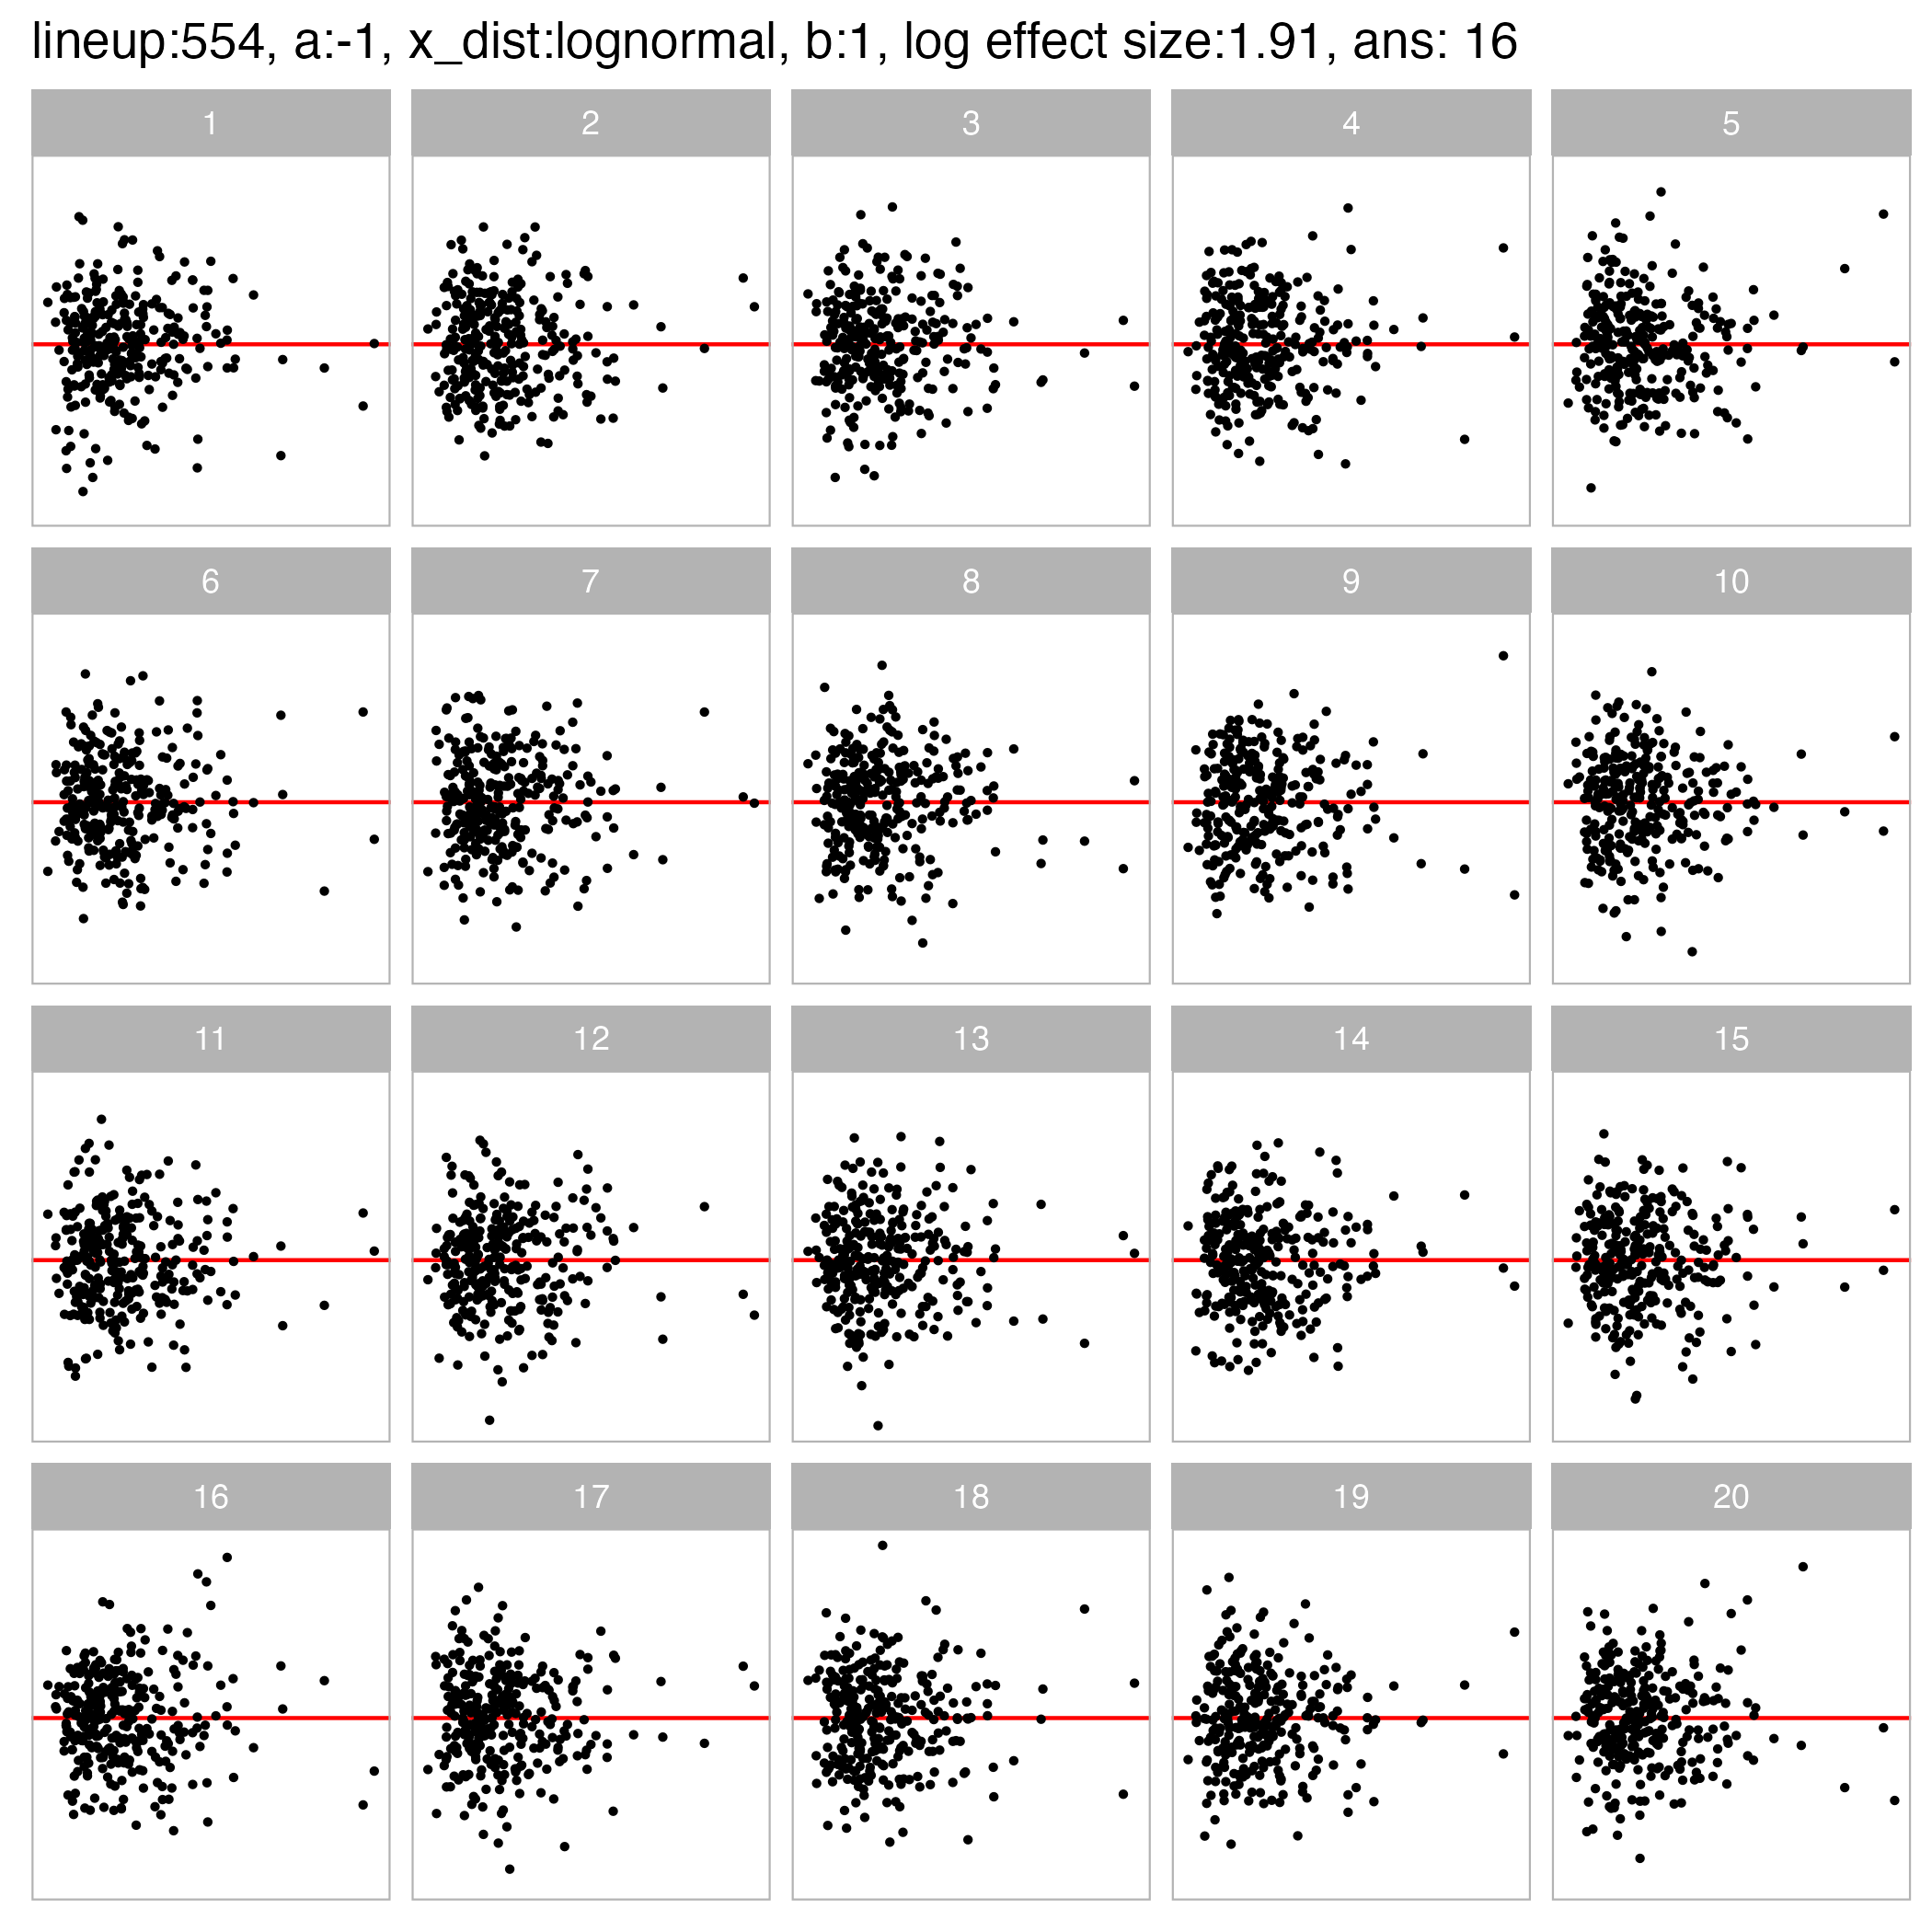 lineup:554, a:-1, x_dist:lognormal, b:1, log effect size:1.91, ans: 16
1 2 3 4 5
6 7 8 9 10
11 12 13 14 15
16 17 18 19 20